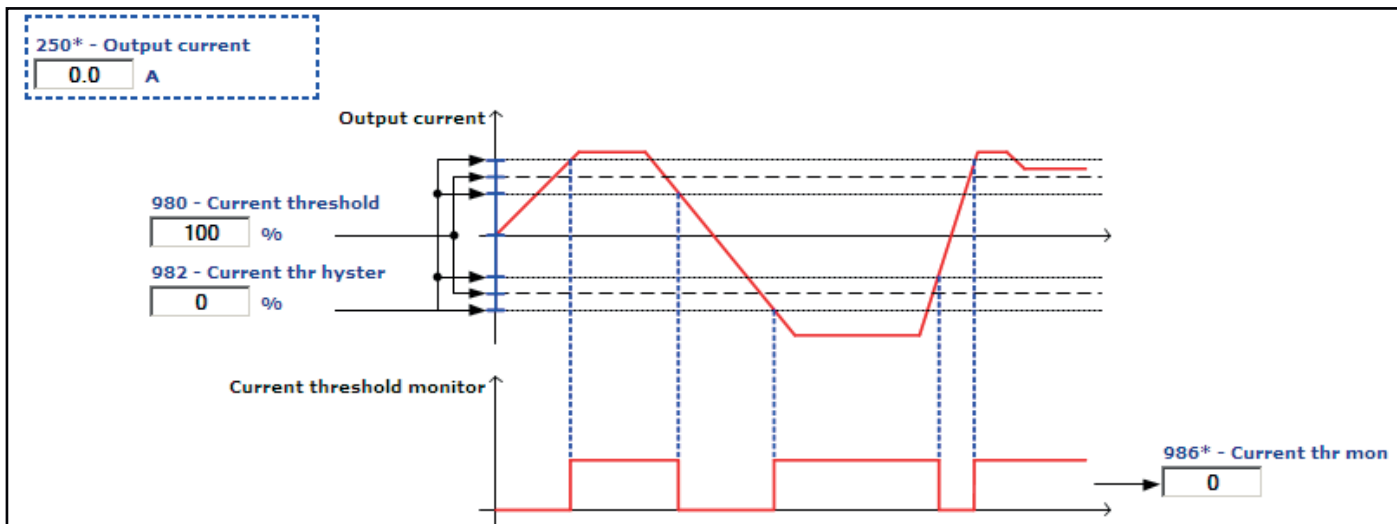 250* - Output current
0.0 A
Output current
980 - Current threshold
100 %
982 - Current thr hyster
0 %
Current threshold monitor
986* - Current thr mon
0